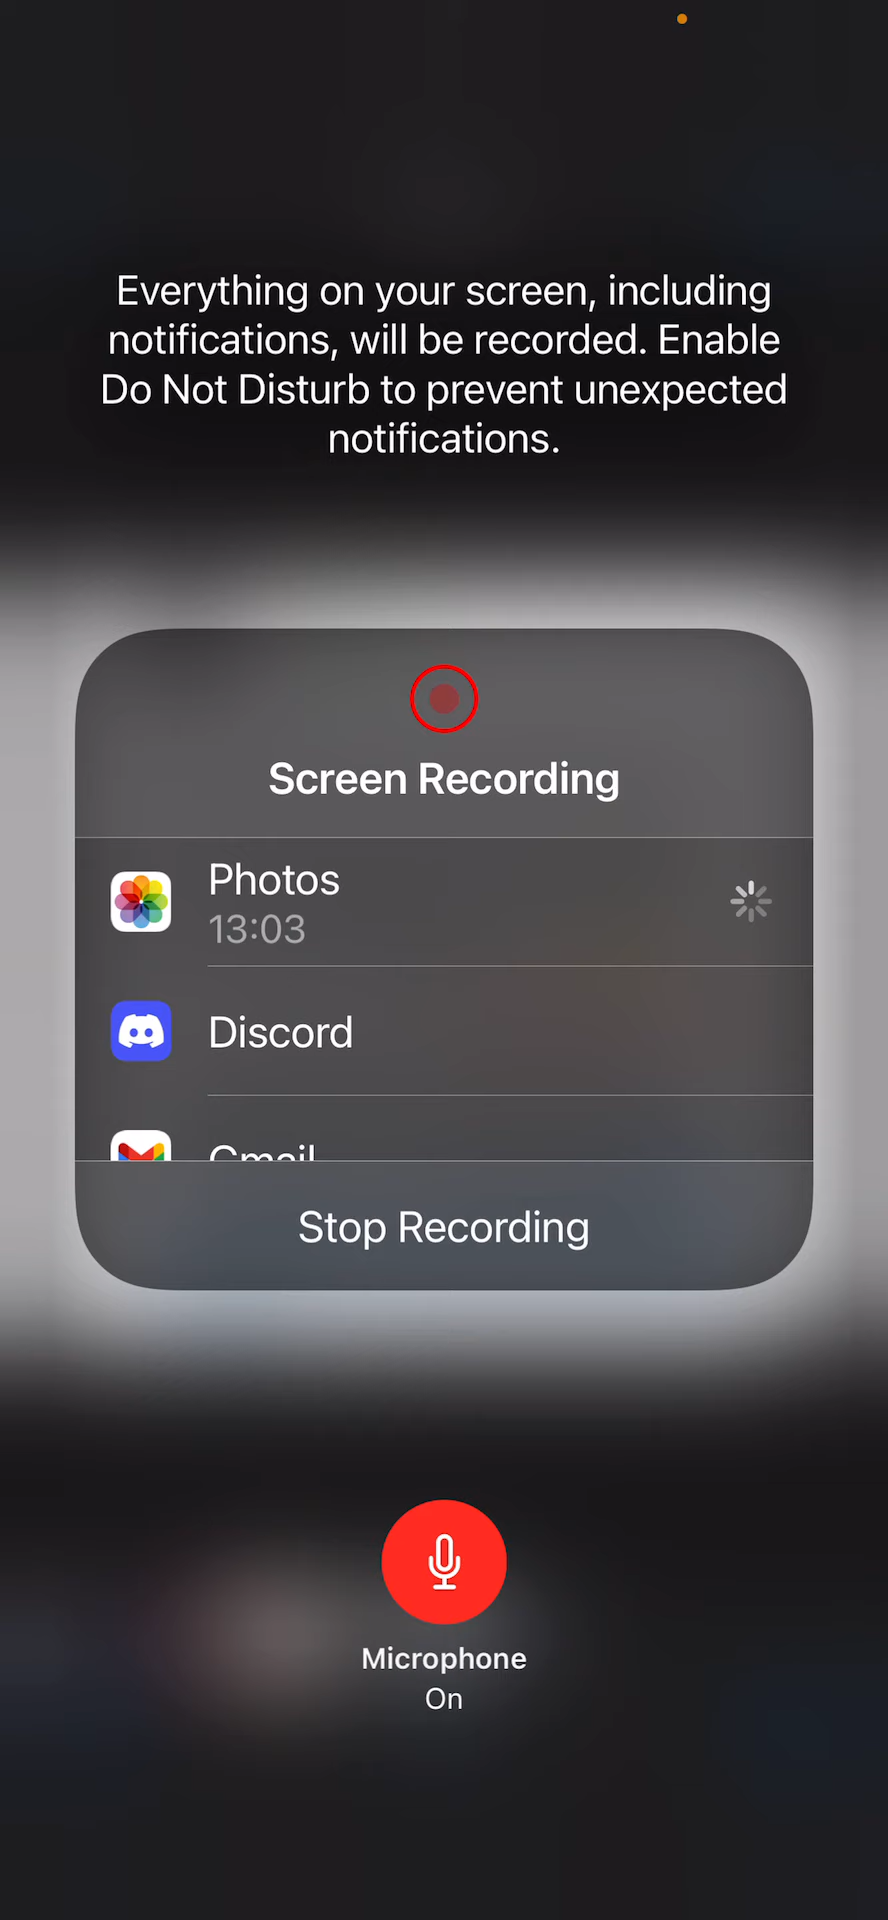 Everything on your screen, including
notifications, will be recorded. Enable
Do Not Disturb to prevent unexpected
notifications.
Screen Recording
Photos
13:03
Discord
Gmail
Stop Recording
Microphone
On